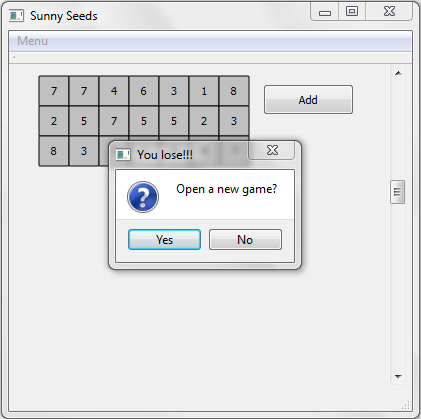 Sunny Seeds
Menu
7 7 4 6 3 1 8
Add
2 5 7 5 5 2 3
8 3
You lose!!!
Open a new game?
Yes No